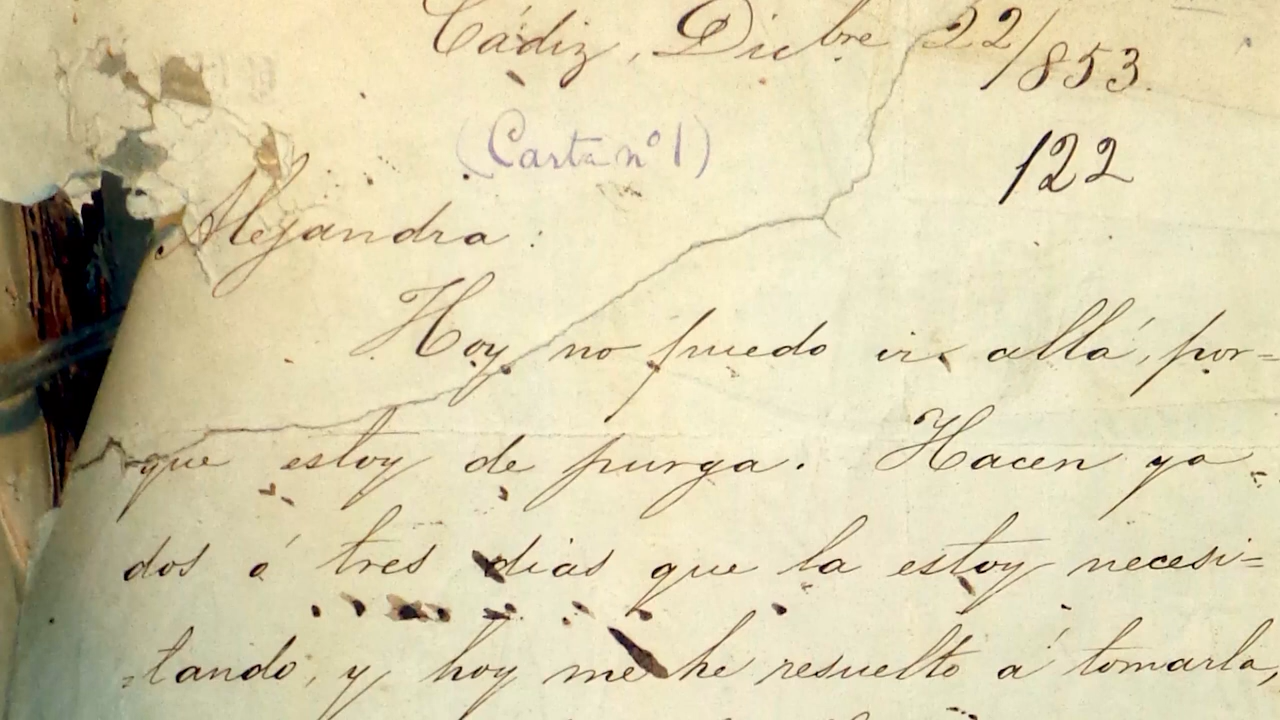 Cádiz, Dicbre 22/853.
(Carta nº 1)
122
Alejandra:
Hoy no puedo ir allá, por=
=que estoy de purga. Hacen ya
dos ó tres dias que la estoy necesi=
=tando, y hoy me he resuelto á tomarla,